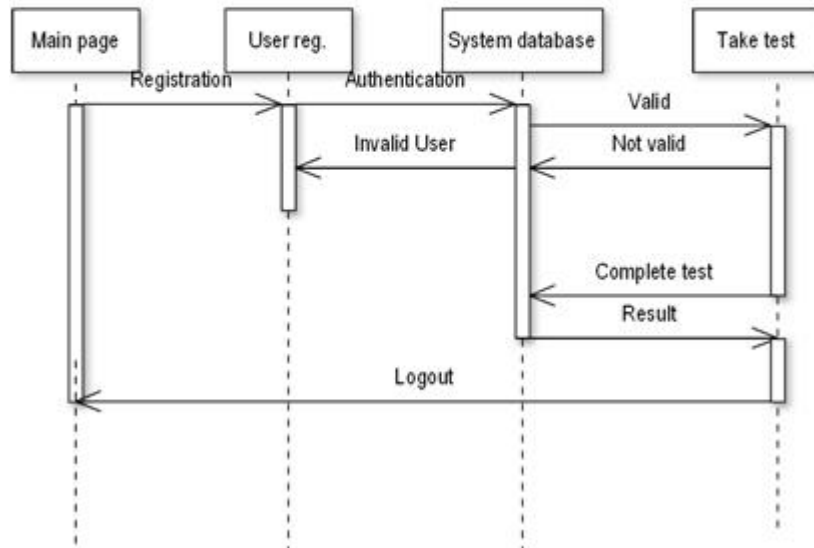 Main page
User reg.
System database
Take test
Registration
Authentication
Valid
Invalid User
Not valid
Complete test
Result
Logout